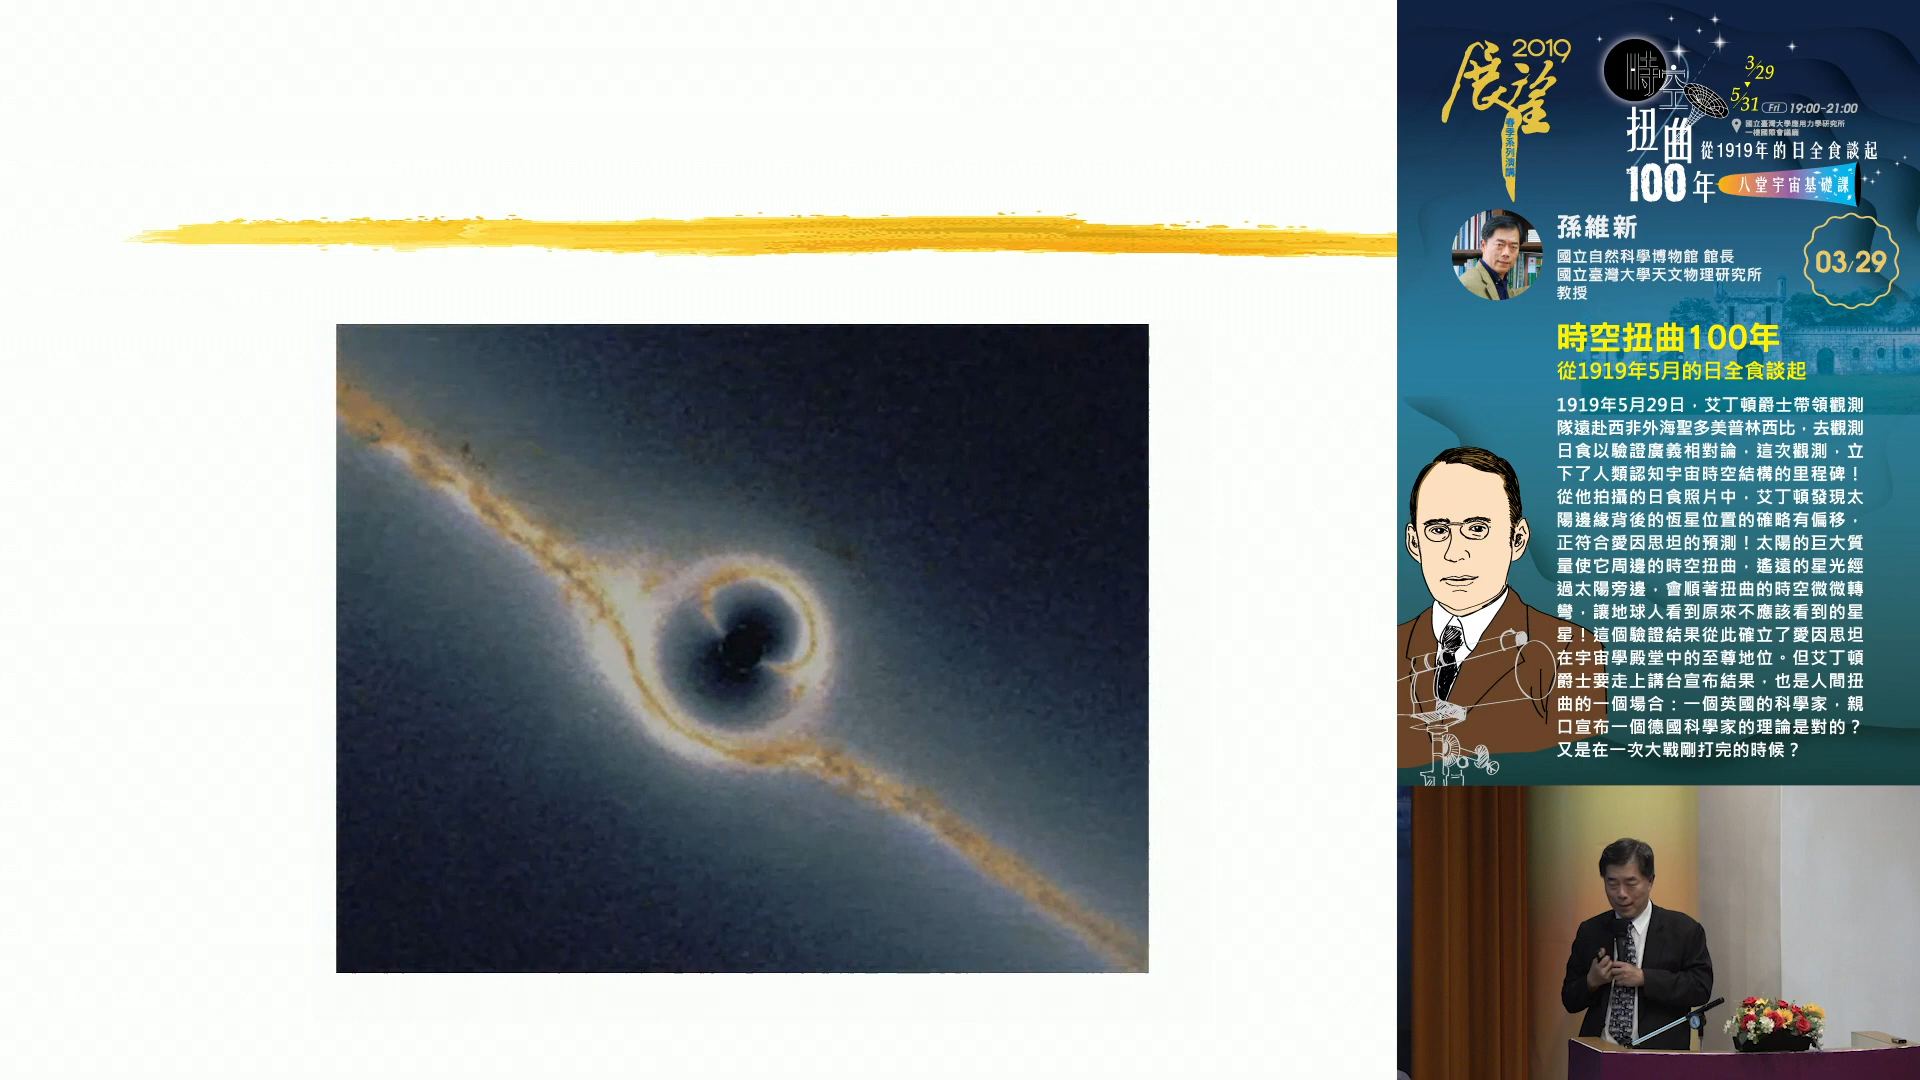 2019
展望
春季系列演講
時空
扭曲
100年
3/29
5/31 Fri 19:00-21:00
國立臺灣大學應用力學研究所
一樓國際會議廳
從1919年的日全食談起
八堂宇宙基礎課
孫維新
國立自然科學博物館 館長
國立臺灣大學天文物理研究所
教授
03/29
時空扭曲100年
從1919年5月的日全食談起
1919年5月29日，艾丁頓爵士帶領觀測
隊遠赴西非外海聖多美普林西比，去觀測
日食以驗證廣義相對論，這次觀測，立
下了人類認知宇宙時空結構的里程碑！
從他拍攝的日食照片中，艾丁頓發現太
陽邊緣背後的恆星位置的確略有偏移，
正符合愛因思坦的預測！太陽的巨大質
量使它周邊的時空扭曲，遙遠的星光經
過太陽旁邊，會順著扭曲的時空微微轉
彎，讓地球人看到原來不應該看到的星
星！這個驗證結果從此確立了愛因思坦
在宇宙學殿堂中的至尊地位。但艾丁頓
爵士要走上講台宣布結果，也是人間扭
曲的一個場合：一個英國的科學家，親
口宣布一個德國科學家的理論是對的？
又是在一次大戰剛打完的時候？